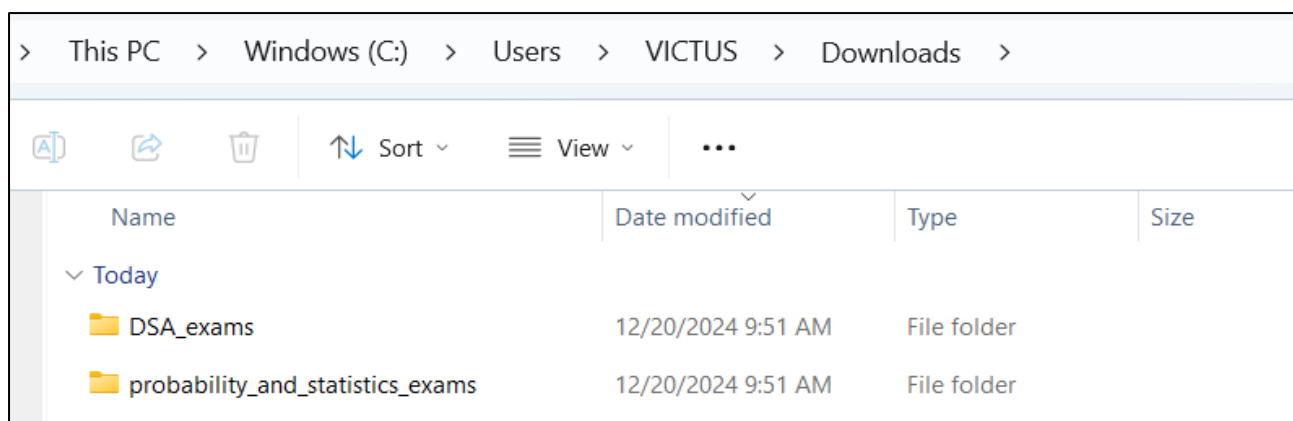 > This PC > Windows (C:) > Users > VICTUS > Downloads >
A Sort View ...
Name Date modified Type Size
Today
DSA_exams 12/20/2024 9:51 AM File folder
probability_and_statistics_exams 12/20/2024 9:51 AM File folder